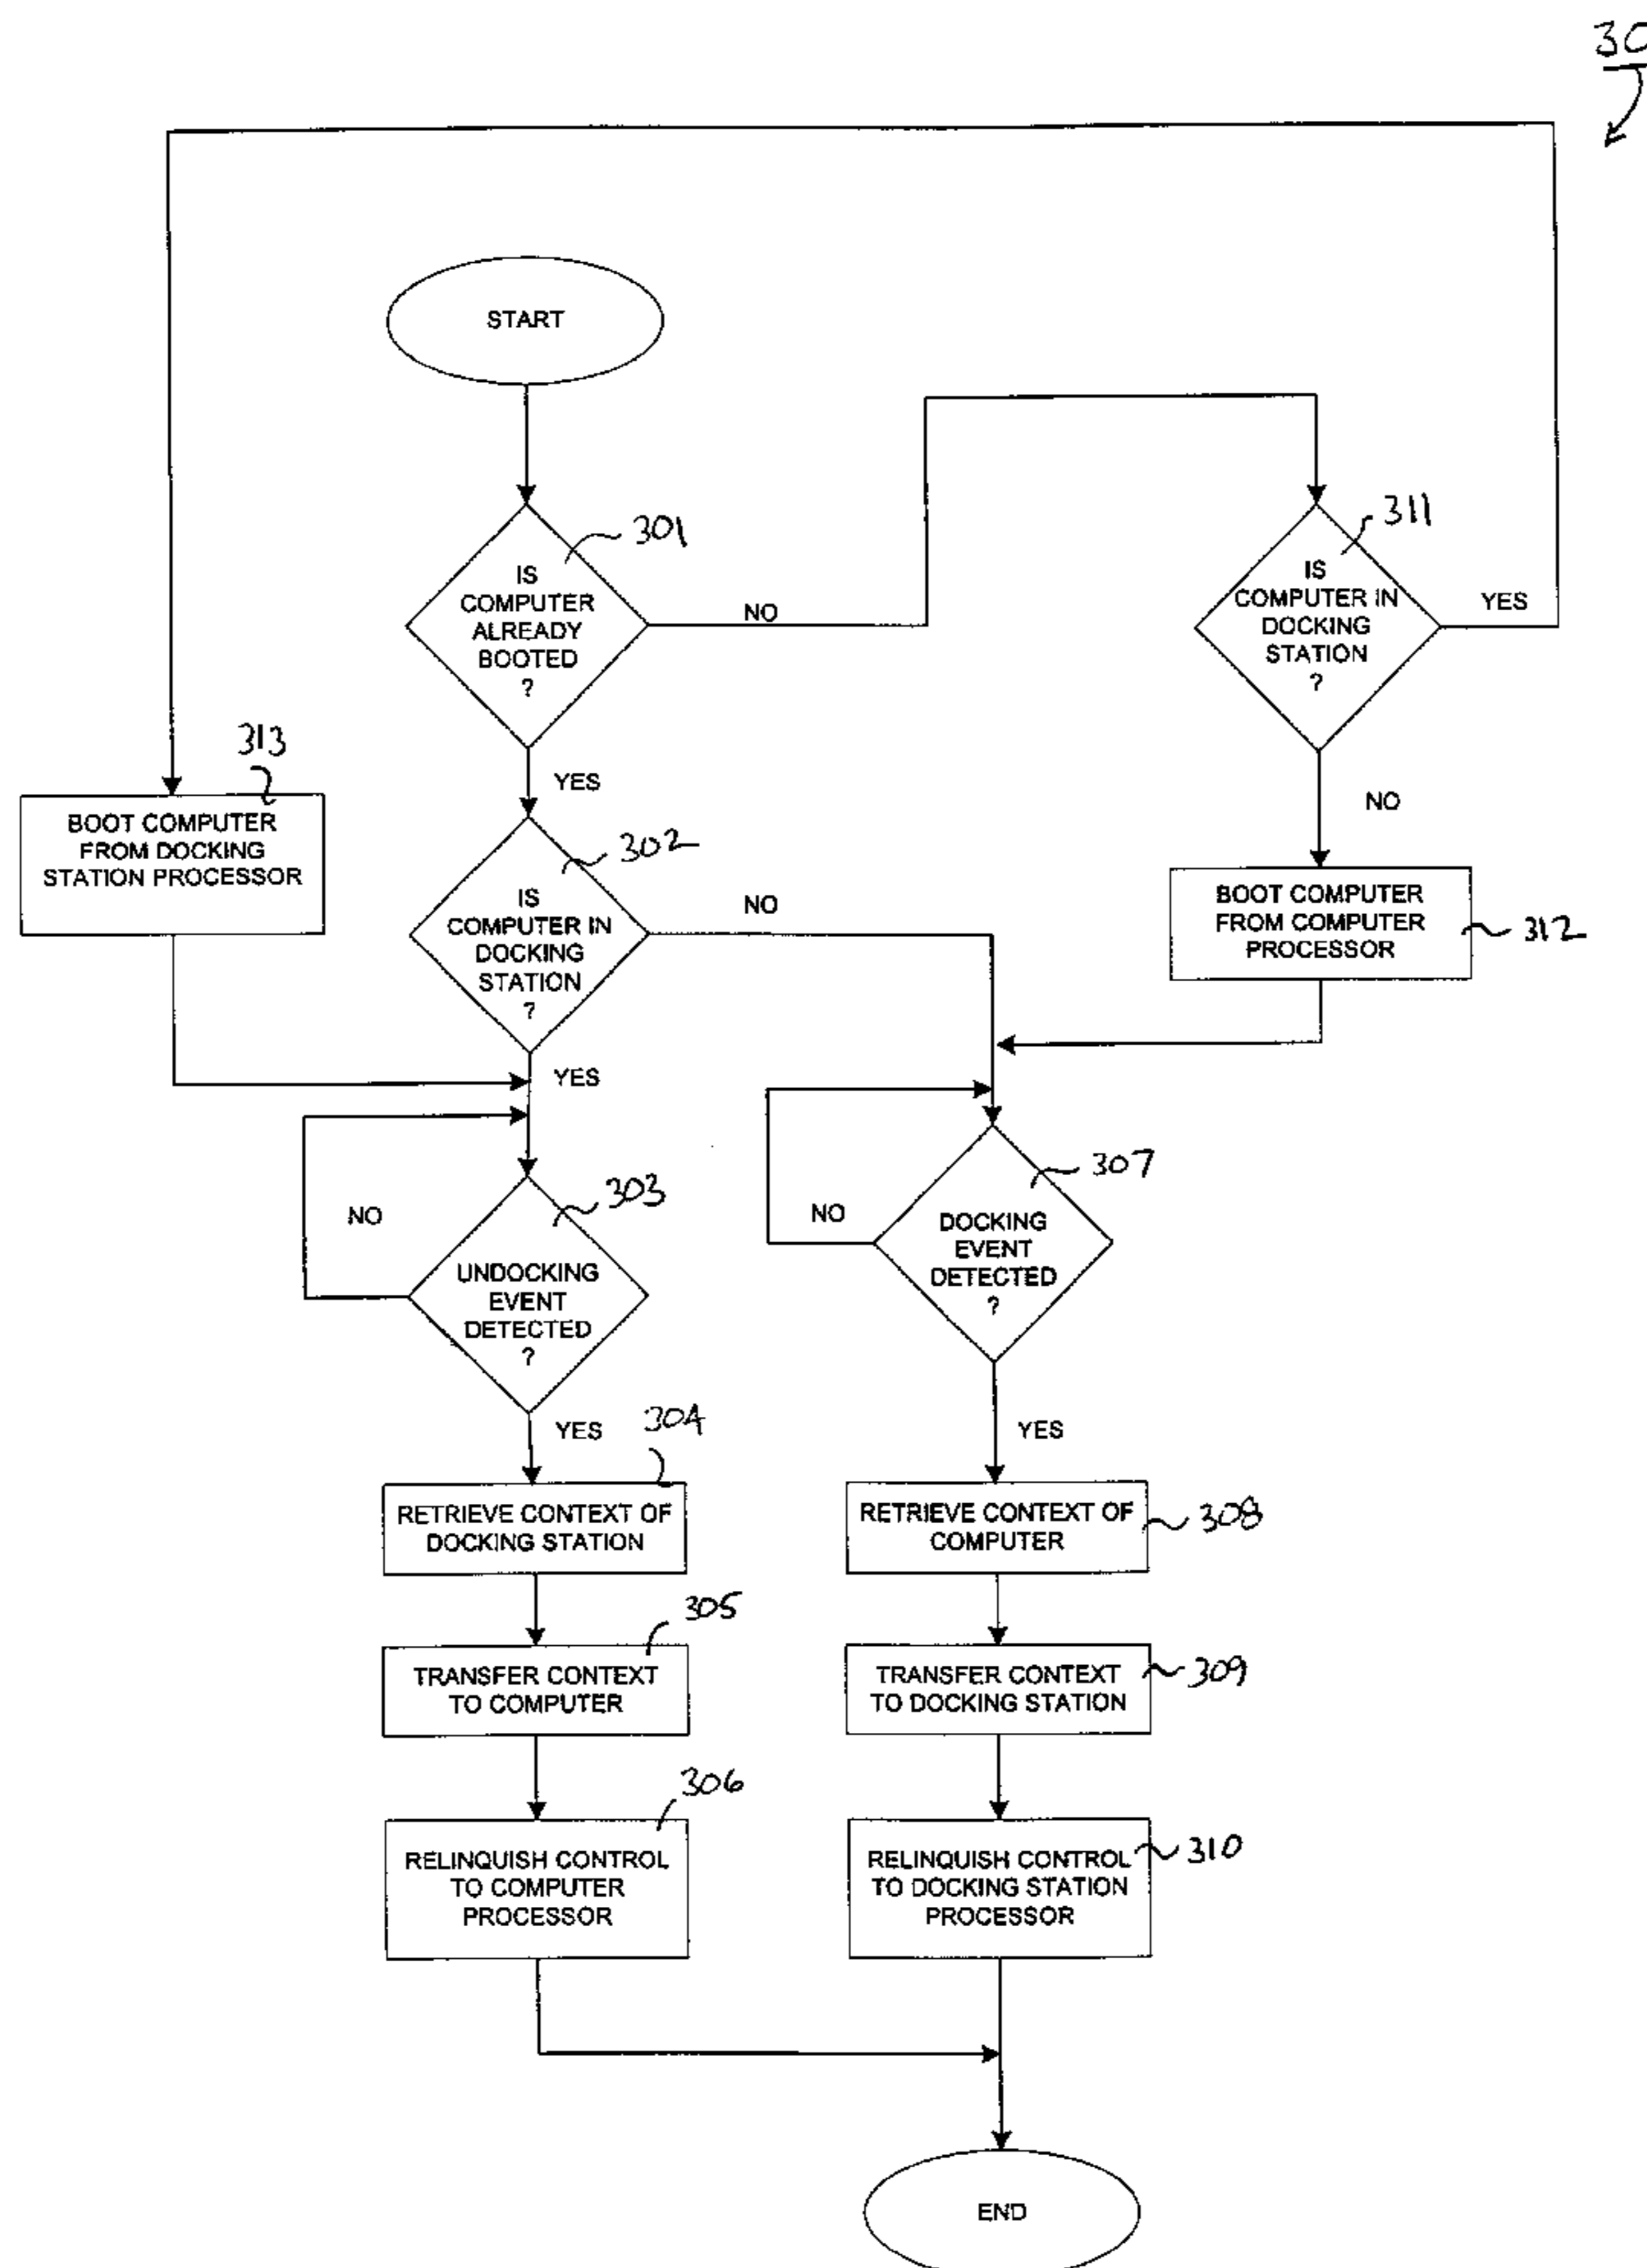 30
START
301
IS
COMPUTER
ALREADY
BOOTED
?
NO
YES
311
IS
COMPUTER IN
DOCKING
STATION
?
YES
NO
313
BOOT COMPUTER
FROM DOCKING
STATION PROCESSOR
302
IS
COMPUTER IN
DOCKING
STATION
?
NO
YES
BOOT COMPUTER
FROM COMPUTER
PROCESSOR
312
303
UNDOCKING
EVENT
DETECTED
?
NO
YES
307
DOCKING
EVENT
DETECTED
?
NO
YES
304
RETRIEVE CONTEXT OF
DOCKING STATION
RETRIEVE CONTEXT OF
COMPUTER
308
305
TRANSFER CONTEXT
TO COMPUTER
TRANSFER CONTEXT
TO DOCKING STATION
309
306
RELINQUISH CONTROL
TO COMPUTER
PROCESSOR
RELINQUISH CONTROL
TO DOCKING STATION
PROCESSOR
310
END